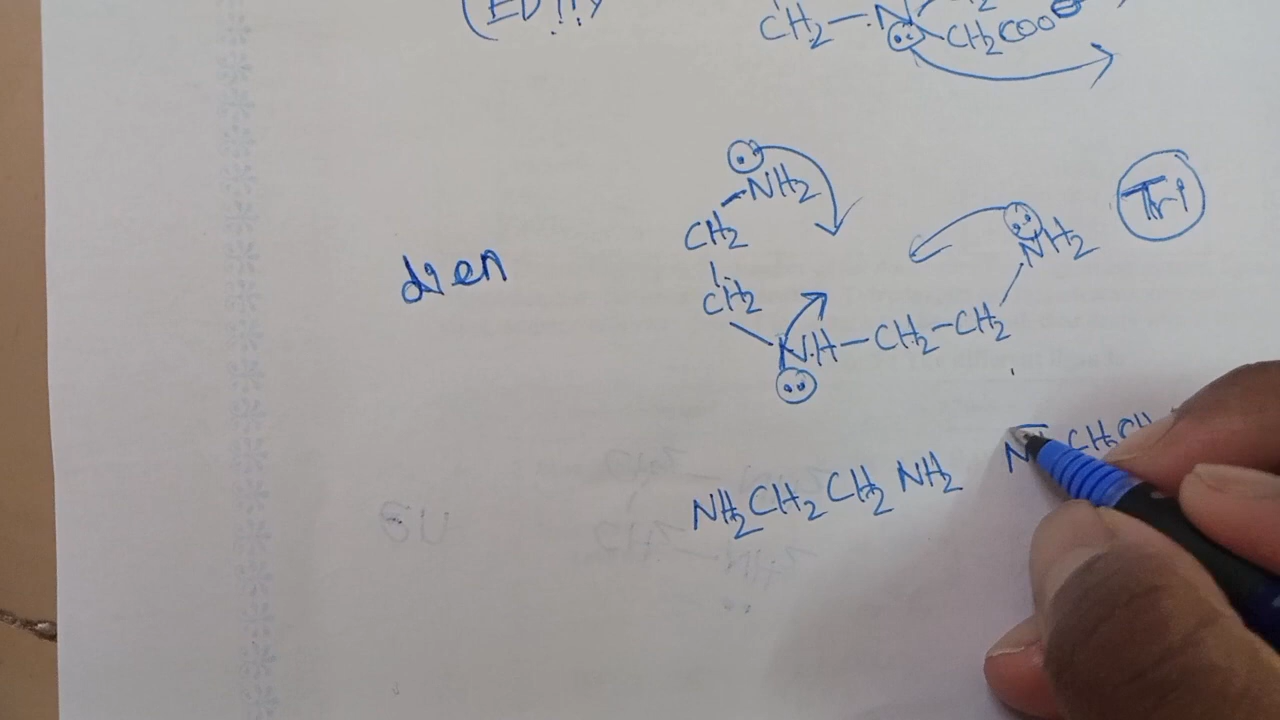 CH2-N
CH2COO⊖
NH2
Tri
CH2
NH2
dien
CH2
NH-CH2-CH2
NH2CH2CH2NH2